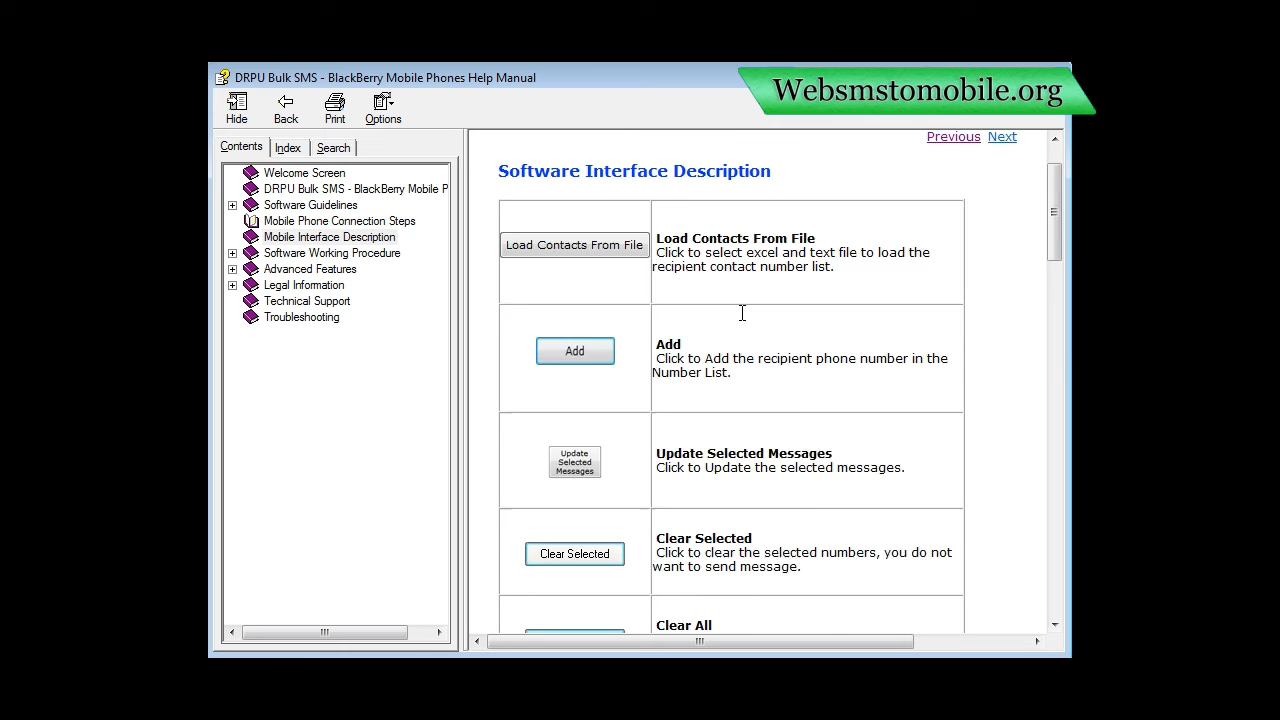 DRPU Bulk SMS - BlackBerry Mobile Phones Help Manual
Websmstomobile.org
Hide
Back
Print
Options
Contents
Index
Search
Welcome Screen
DRPU Bulk SMS - BlackBerry Mobile P
Software Guidelines
Mobile Phone Connection Steps
Mobile Interface Description
Software Working Procedure
Advanced Features
Legal Information
Technical Support
Troubleshooting
Previous Next
Software Interface Description
Load Contacts From File
Load Contacts From File
Click to select excel and text file to load the
recipient contact number list.
Add
Add
Click to Add the recipient phone number in the
Number List.
Update
Selected
Messages
Update Selected Messages
Click to Update the selected messages.
Clear Selected
Clear Selected
Click to clear the selected numbers, you do not
want to send message.
Clear All